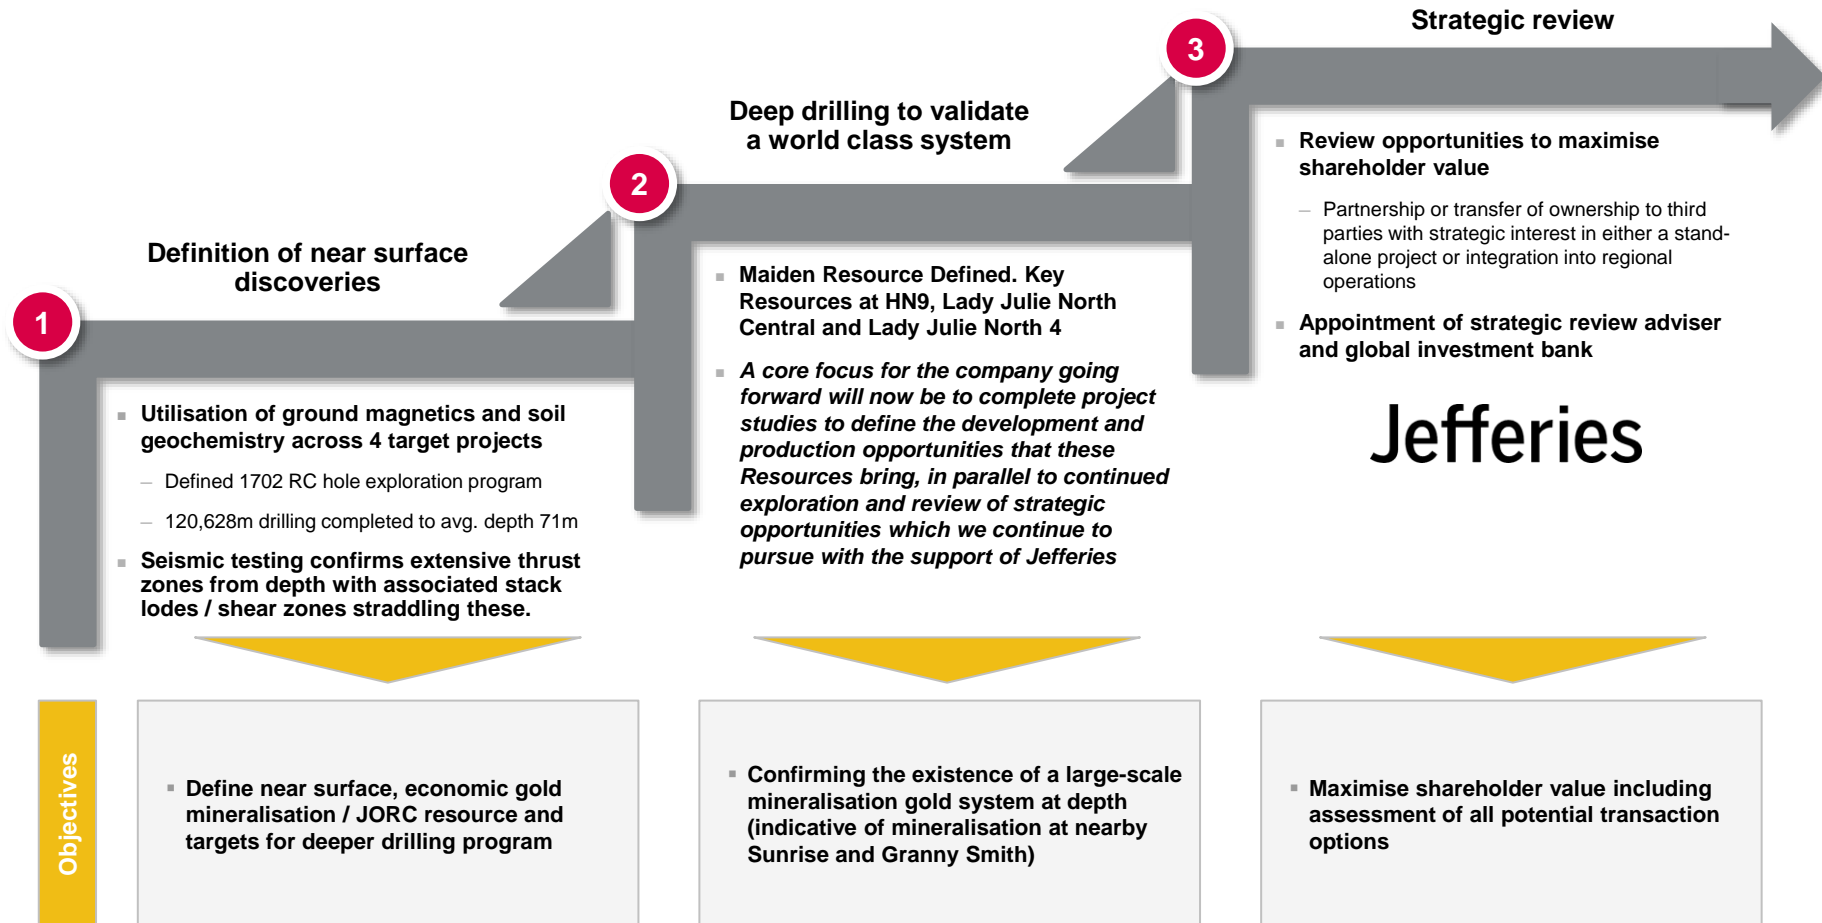 1
Definition of near surface
discoveries
▪ Utilisation of ground magnetics and soil
geochemistry across 4 target projects
– Defined 1702 RC hole exploration program
– 120,628m drilling completed to avg. depth 71m
▪ Seismic testing confirms extensive thrust
zones from depth with associated stack
lodes / shear zones straddling these.
2
Deep drilling to validate
a world class system
▪ Maiden Resource Defined. Key
Resources at HN9, Lady Julie North
Central and Lady Julie North 4
▪ A core focus for the company going
forward will now be to complete project
studies to define the development and
production opportunities that these
Resources bring, in parallel to continued
exploration and review of strategic
opportunities which we continue to
pursue with the support of Jefferies
3
Strategic review
▪ Review opportunities to maximise
shareholder value
– Partnership or transfer of ownership to third
parties with strategic interest in either a stand-
alone project or integration into regional
operations
▪ Appointment of strategic review adviser
and global investment bank
Jefferies
Objectives
▪ Define near surface, economic gold
mineralisation / JORC resource and
targets for deeper drilling program
▪ Confirming the existence of a large-scale
mineralisation gold system at depth
(indicative of mineralisation at nearby
Sunrise and Granny Smith)
▪ Maximise shareholder value including
assessment of all potential transaction
options